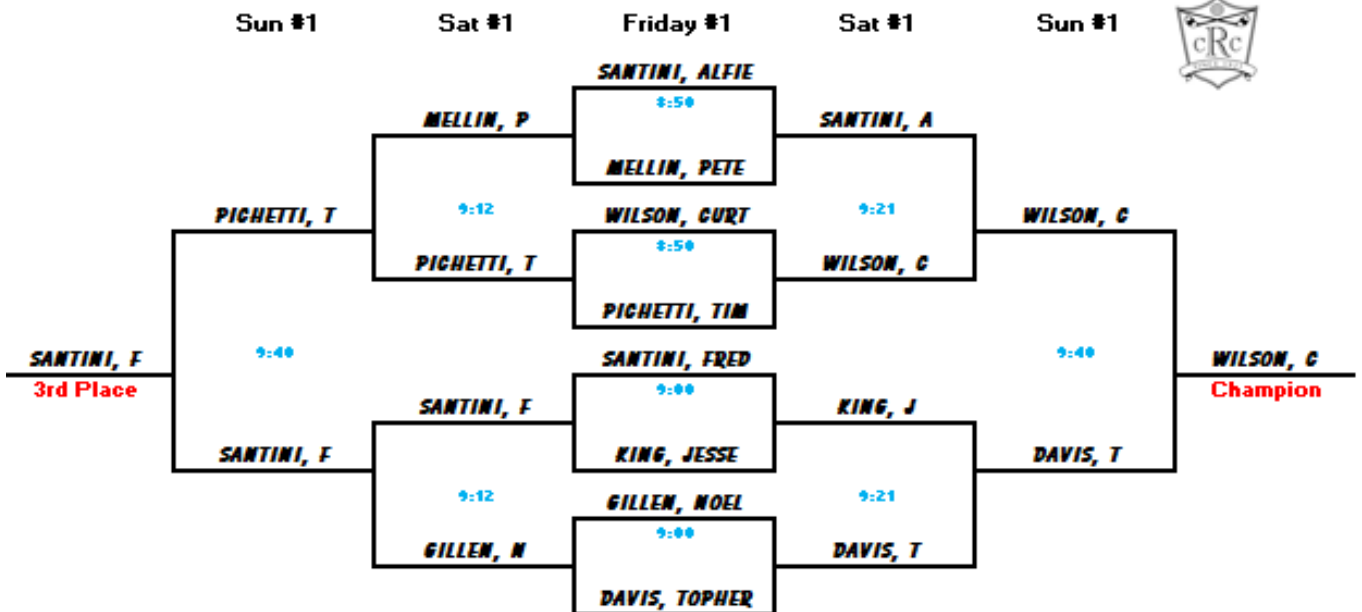 Sun #1 Sat #1 Friday #1 Sat #1 Sun #1
cRc
SANTINI, ALFIE
8:50
MELLIN, P SANTINI, A
MELLIN, PETE
PICHETTI, T 9:12 WILSON, CURT 9:21 WILSON, C
8:50
PICHETTI, T WILSON, C
PICHETTI, TIM
SANTINI, F 9:40 SANTINI, FRED 9:40 WILSON, C
3rd Place 9:00 Champion
SANTINI, F KING, J
SANTINI, F KING, JESSE DAVIS, T
9:12 GILLEN, NOEL 9:21
9:00
GILLEN, N DAVIS, T
DAVIS, TOPHER